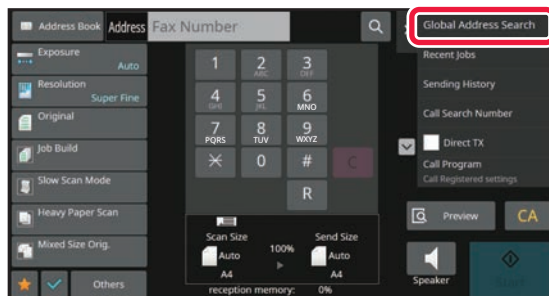 Address Book
Address
Fax Number
Global Address Search
Exposure
Auto
Resolution
Super Fine
Original
Job Build
Slow Scan Mode
Heavy Paper Scan
Mixed Size Orig.
Others
1
2
ABC
3
DEF
4
GHI
5
JKL
6
MNO
7
PQRS
8
TUV
9
WXYZ
0
#
C
R
Scan Size
Auto
A4
100%
Send Size
Auto
A4
reception memory: 0%
Recent Jobs
Sending History
Call Search Number
Direct TX
Call Program
Call Registered settings
Preview
CA
Speaker
Start